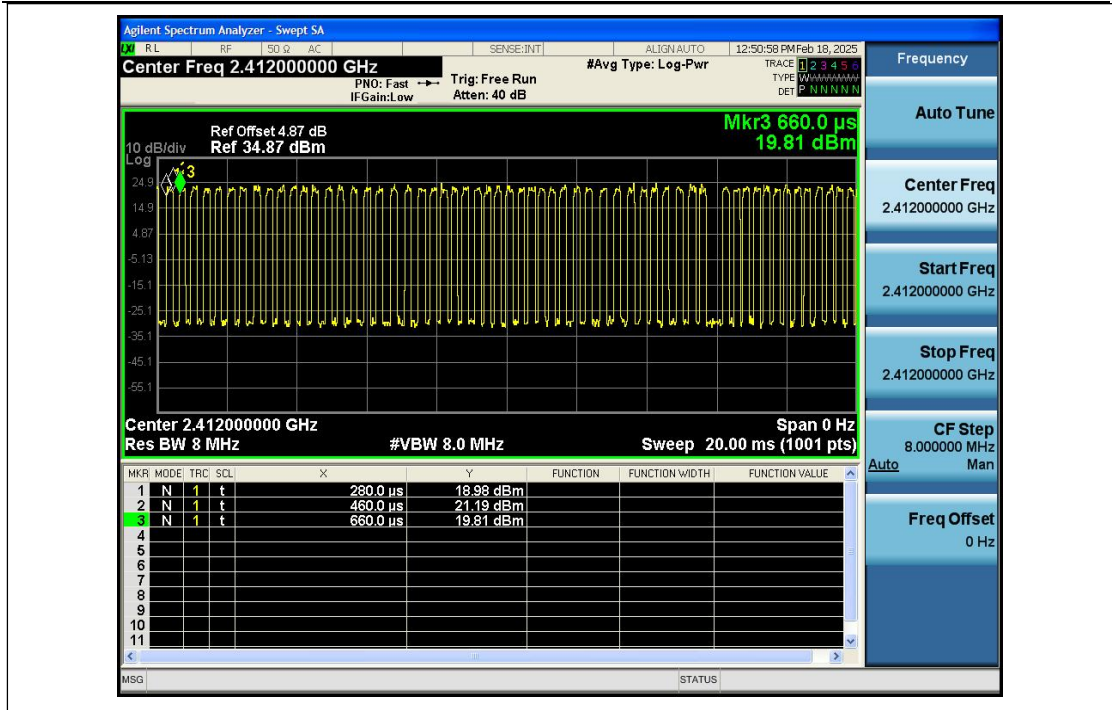 Agilent Spectrum Analyzer - Swept SA
LXI RL RF 50 Ω AC SENSE:INT ALIGN AUTO 12:50:58 PM Feb 18, 2025
Center Freq 2.412000000 GHz
PNO: Fast
IFGain:Low
Trig: Free Run
Atten: 40 dB
#Avg Type: Log-Pwr
TRACE 1 2 3 4 5 6
TYPE
DET P N N N N N
Frequency
Mkr3 660.0 µs
19.81 dBm
Ref Offset 4.87 dB
10 dB/div Ref 34.87 dBm
Log
3
24.9
14.9
4.87
-5.13
-15.1
-25.1
-35.1
-45.1
-55.1
Center 2.412000000 GHz Span 0 Hz
Res BW 8 MHz #VBW 8.0 MHz Sweep 20.00 ms (1001 pts)
MKR MODE TRC SCL X Y FUNCTION FUNCTION WIDTH FUNCTION VALUE
1 N 1 t 280.0 µs 18.98 dBm
2 N 1 t 460.0 µs 21.19 dBm
3 N 1 t 660.0 µs 19.81 dBm
4
5
6
7
8
9
10
11
MSG STATUS
Auto Tune
Center Freq
2.412000000 GHz
Start Freq
2.412000000 GHz
Stop Freq
2.412000000 GHz
CF Step
8.000000 MHz
Auto Man
Freq Offset
0 Hz